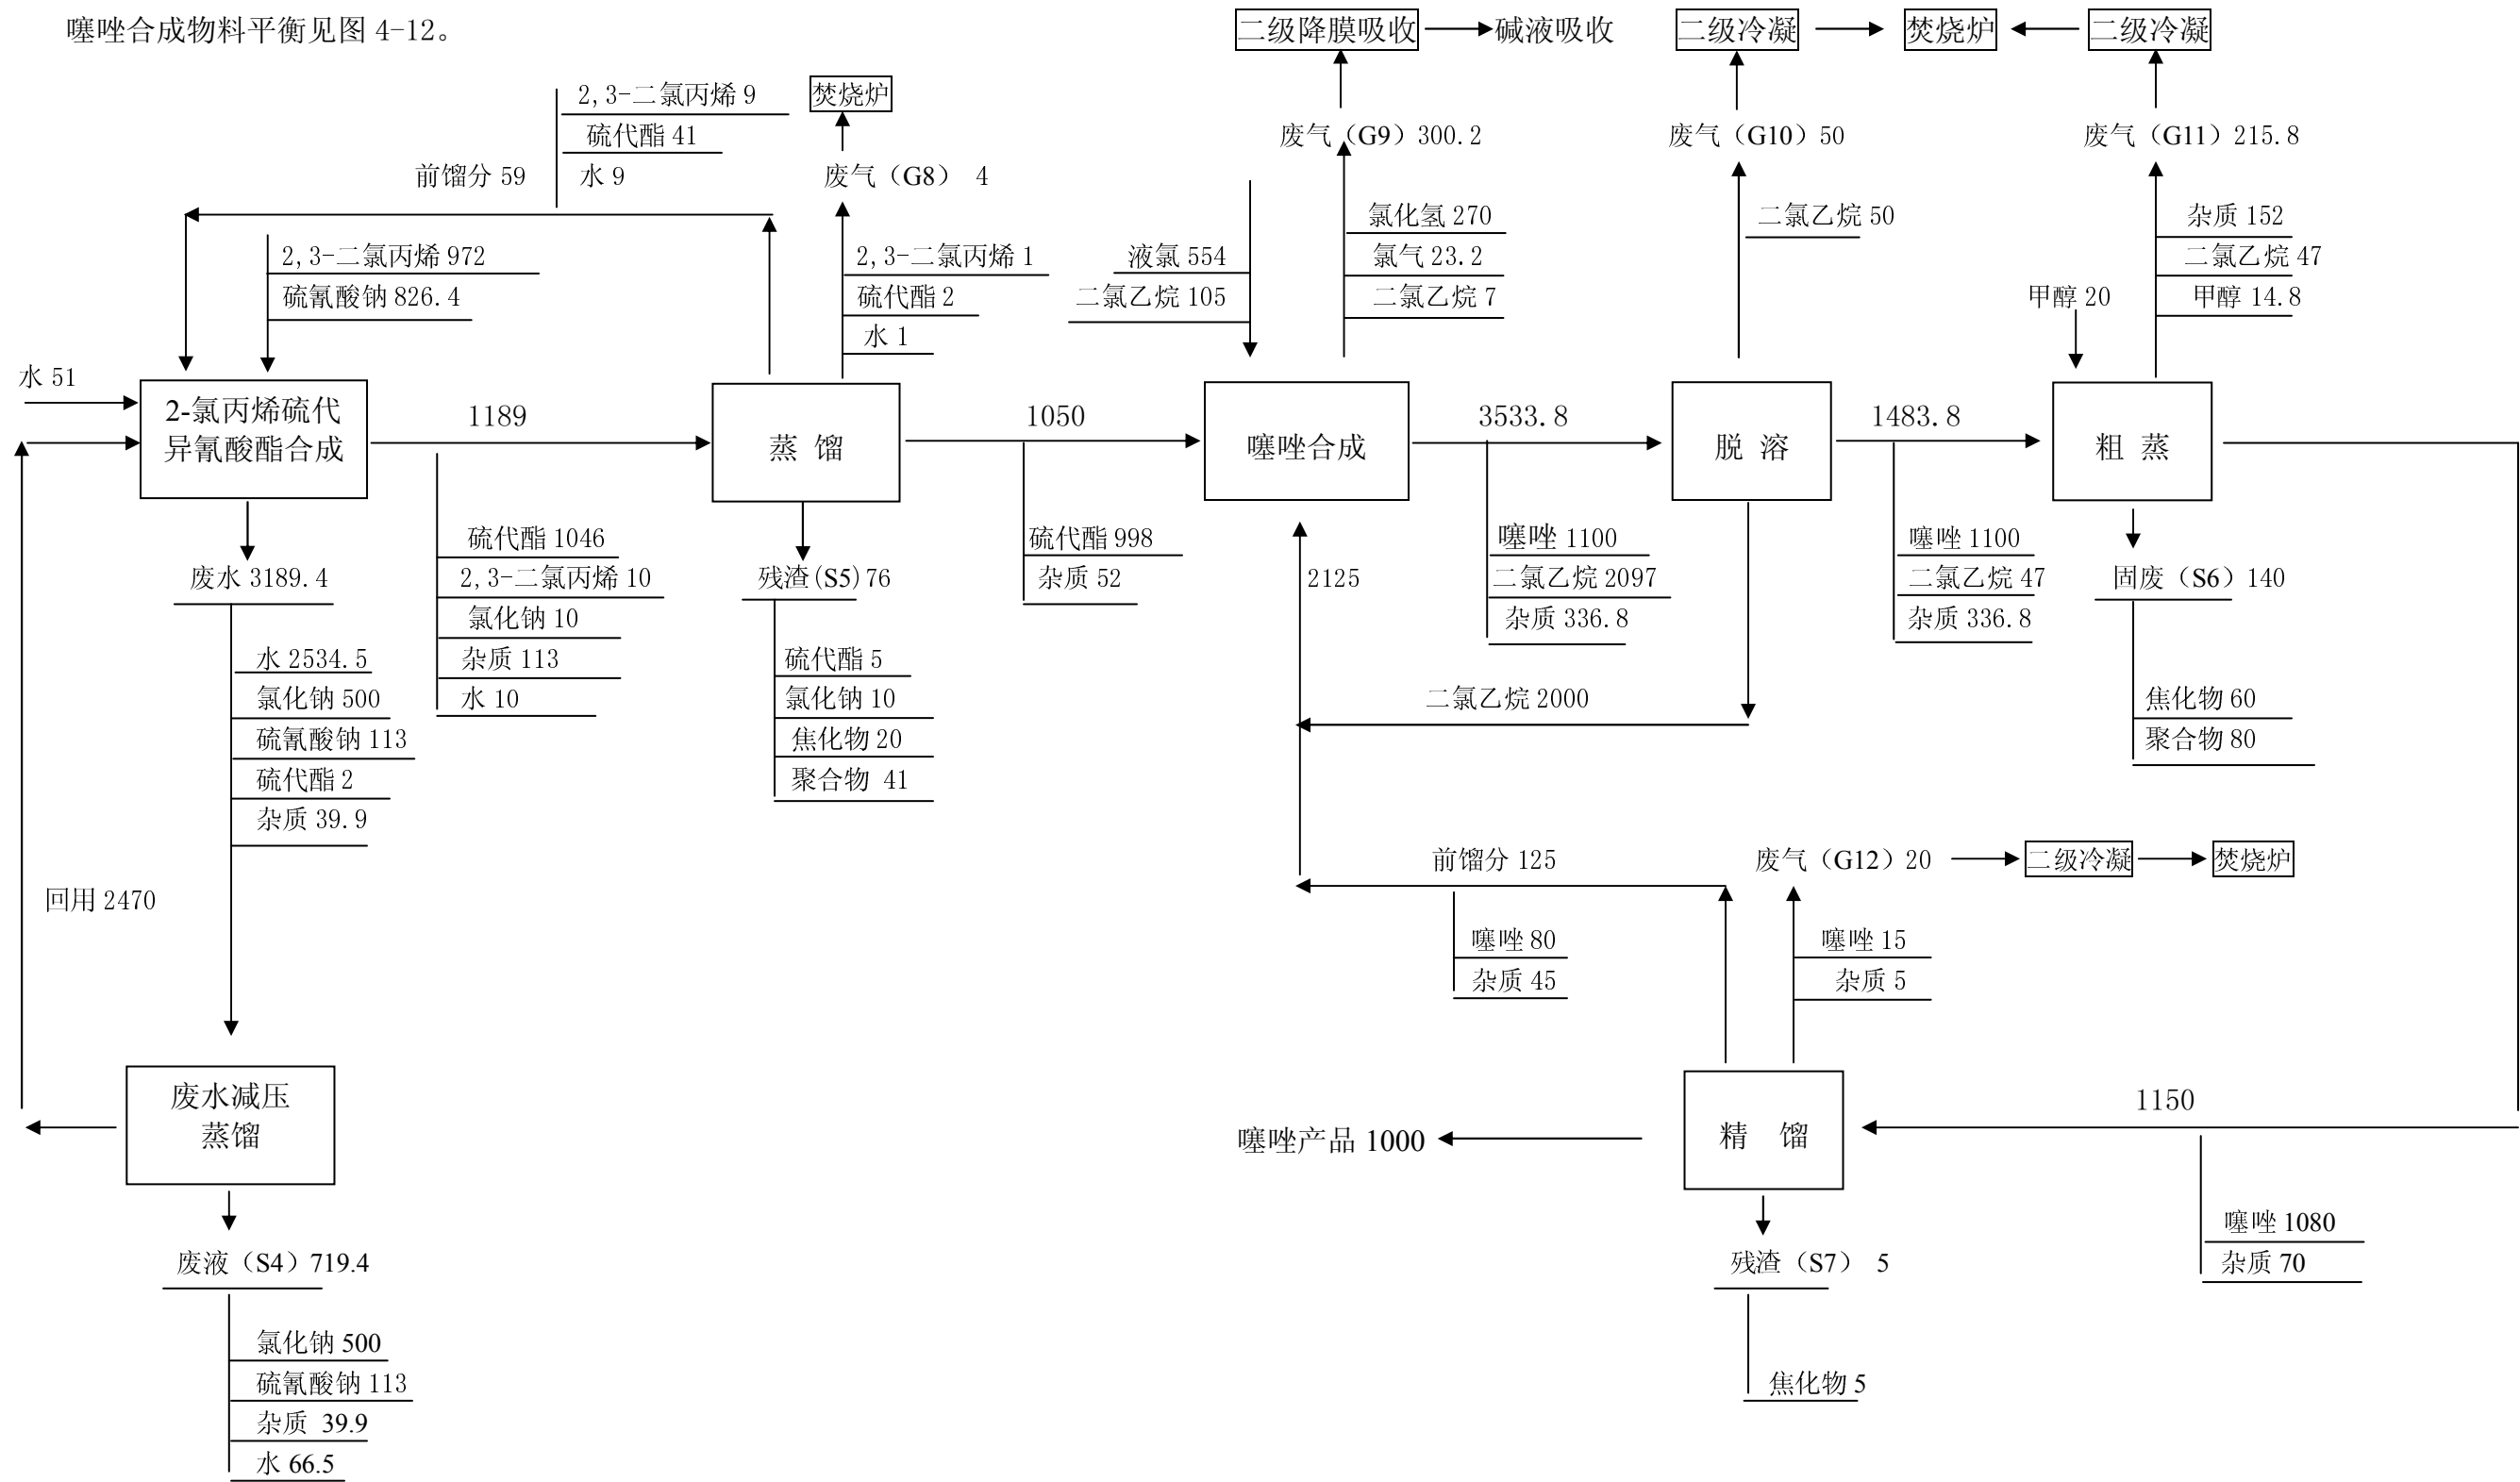 噻唑合成物料平衡见图 4-12。
二级降膜吸收
碱液吸收
二级冷凝
焚烧炉
二级冷凝
2,3-二氯丙烯 9
硫代酯 41
水 9
前馏分 59
焚烧炉
废气（G8） 4
废气（G9）300.2
废气（G10）50
废气（G11）215.8
2,3-二氯丙烯 972
硫氰酸钠 826.4
2,3-二氯丙烯 1
硫代酯 2
水 1
液氯 554
二氯乙烷 105
氯化氢 270
氯气 23.2
二氯乙烷 7
二氯乙烷 50
甲醇 20
杂质 152
二氯乙烷 47
甲醇 14.8
水 51
2-氯丙烯硫代
异氰酸酯合成
1189
蒸 馏
1050
噻唑合成
3533.8
脱 溶
1483.8
粗 蒸
废水 3189.4
水 2534.5
氯化钠 500
硫氰酸钠 113
硫代酯 2
杂质 39.9
硫代酯 1046
2,3-二氯丙烯 10
氯化钠 10
杂质 113
水 10
残渣(S5)76
硫代酯 5
氯化钠 10
焦化物 20
聚合物 41
硫代酯 998
杂质 52
2125
噻唑 1100
二氯乙烷 2097
杂质 336.8
二氯乙烷 2000
噻唑 1100
二氯乙烷 47
杂质 336.8
固废（S6）140
焦化物 60
聚合物 80
回用 2470
前馏分 125
噻唑 80
杂质 45
废气（G12）20
二级冷凝
焚烧炉
噻唑 15
杂质 5
废水减压
蒸馏
噻唑产品 1000
精 馏
1150
噻唑 1080
杂质 70
废液（S4）719.4
氯化钠 500
硫氰酸钠 113
杂质 39.9
水 66.5
残渣（S7） 5
焦化物 5